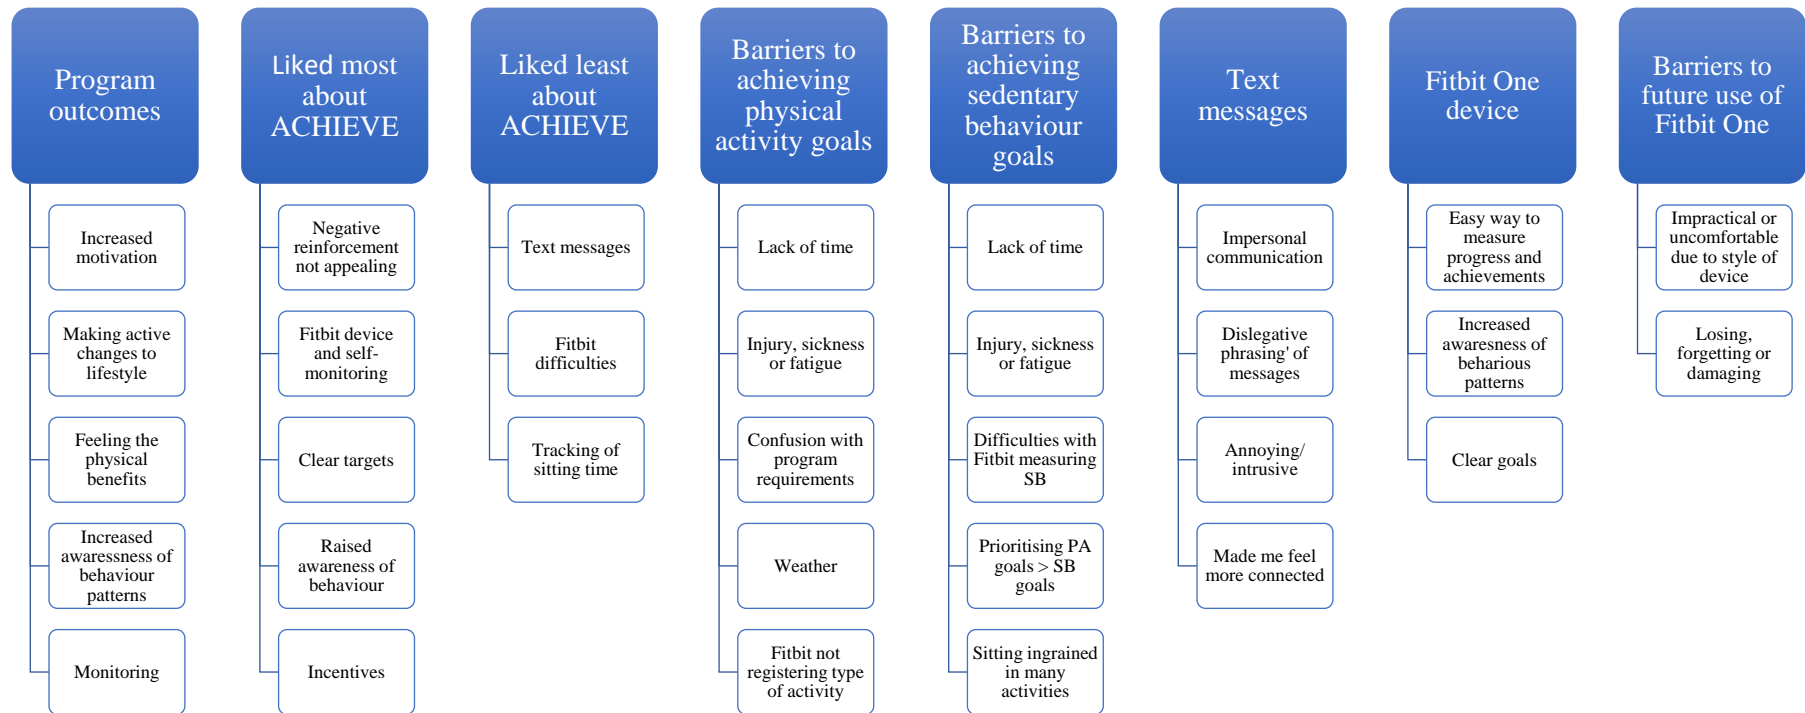 Program
outcomes
Increased
motivation
Making active
changes to
lifestyle
Feeling the
physical
benefits
Increased
awaressness of
behaviour
patterns
Monitoring
Liked most
about
ACHIEVE
Negative
reinforcement
not appealing
Fitbit device
and self-
monitoring
Clear targets
Raised
awareness of
behaviour
Incentives
Liked least
about
ACHIEVE
Text messages
Fitbit
difficulties
Tracking of
sitting time
Barriers to
achieving
physical
activity goals
Lack of time
Injury, sickness
or fatigue
Confusion with
program
requirements
Weather
Fitbit not
registering type
of activity
Barriers to
achieving
sedentary
behaviour
goals
Lack of time
Injury, sickness
or fatigue
Difficulties with
Fitbit measuring
SB
Prioritising PA
goals > SB
goals
Sitting ingrained
in many
activities
Text
messages
Impersonal
communication
Dislegative
phrasing' of
messages
Annoying/
intrusive
Made me feel
more connected
Fitbit One
device
Easy way to
measure
progress and
achievements
Increased
awaresness of
beharious
patterns
Clear goals
Barriers to
future use of
Fitbit One
Impractical or
uncomfortable
due to style of
device
Losing,
forgetting or
damaging